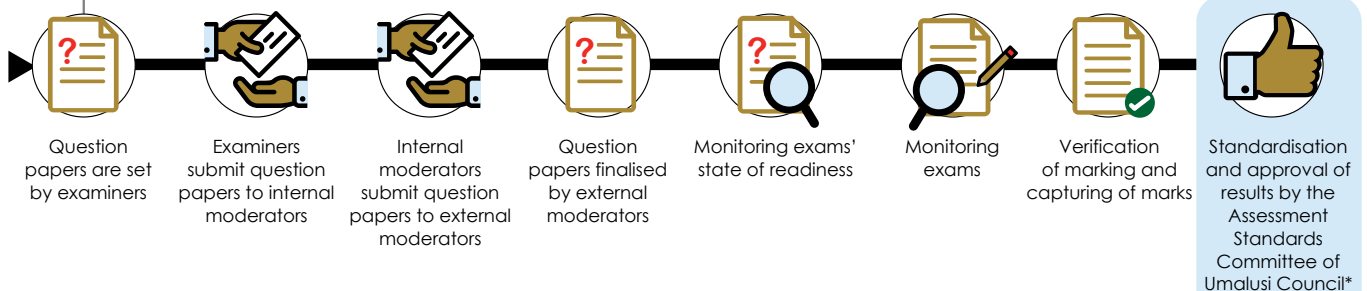 ?
Question
papers are set
by examiners
Examiners
submit question
papers to internal
moderators
Internal
moderators
submit question
papers to external
moderators
?
Question
papers finalised
by external
moderators
?
Monitoring exams'
state of readiness
Monitoring
exams
Verification
of marking and
capturing of marks
Standardisation
and approval of
results by the
Assessment
Standards
Committee of
Umalusi Council*